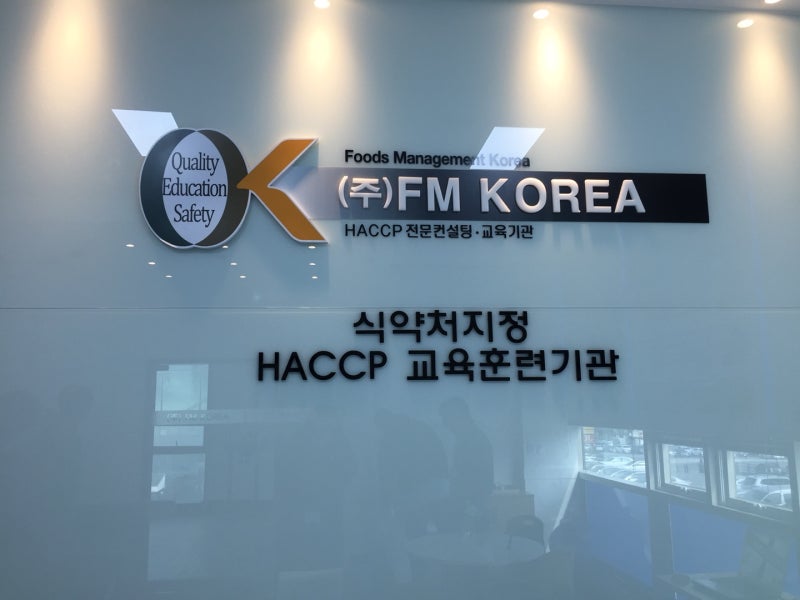 Quality
Education
Safety
Foods Management Korea
(주)FM KOREA
HACCP 전문컨설팅·교육기관
식약처지정
HACCP 교육훈련기관